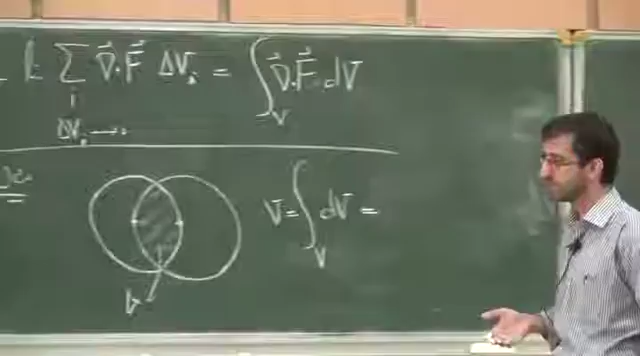 ∑ ∇⃗·F⃗ ΔVᵢ = ∫ ∇⃗·F⃗ dV
i V
ΔVᵢ →
V = ∫ dV =
V
V